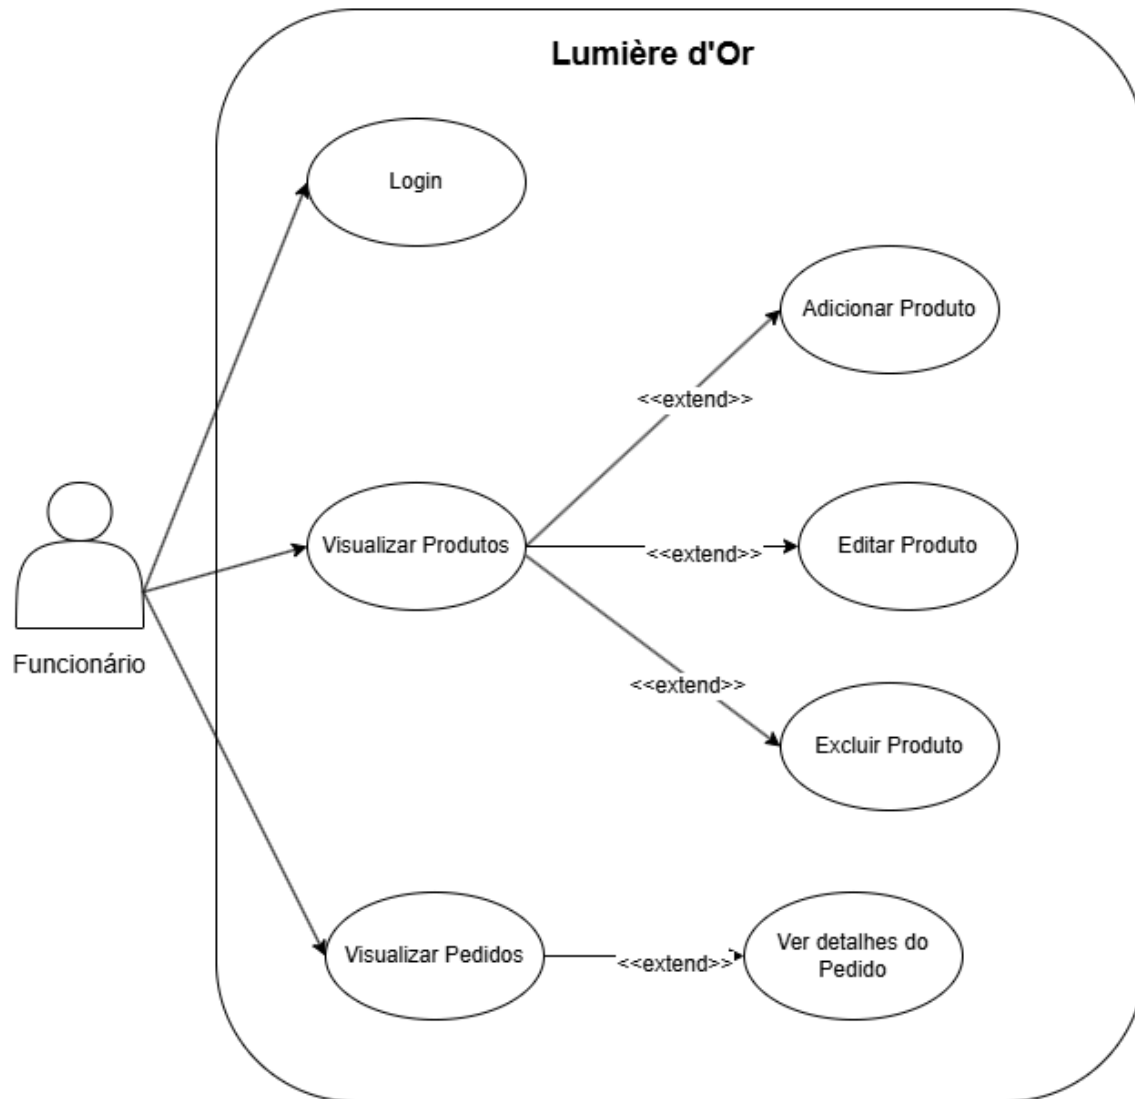 Lumière d'Or
Login
Adicionar Produto
<<extend>>
Visualizar Produtos
<<extend>>
Editar Produto
Funcionário
<<extend>>
Excluir Produto
Visualizar Pedidos
<<extend>>
Ver detalhes do
Pedido